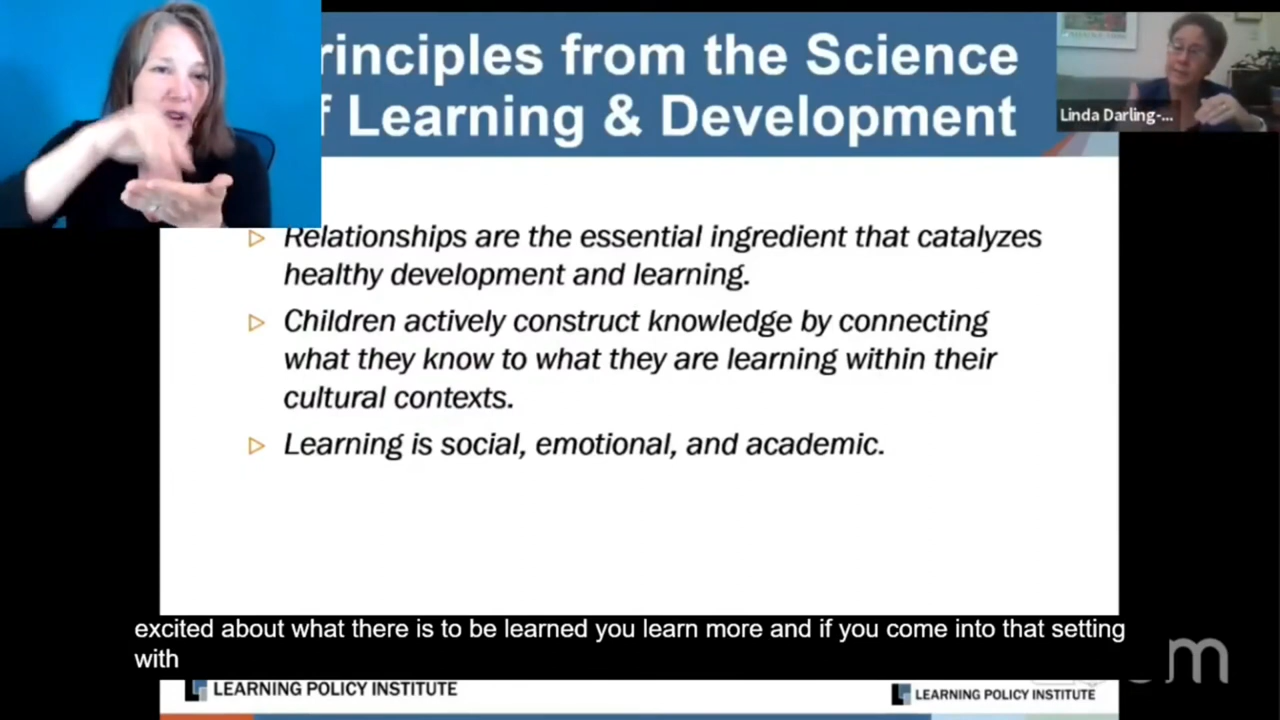 rinciples from the Science
f Learning & Development
Linda Darling-...
Relationships are the essential ingredient that catalyzes
healthy development and learning.
Children actively construct knowledge by connecting
what they know to what they are learning within their
cultural contexts.
Learning is social, emotional, and academic.
excited about what there is to be learned you learn more and if you come into that setting
with
LEARNING POLICY INSTITUTE
LEARNING POLICY INSTITUTE